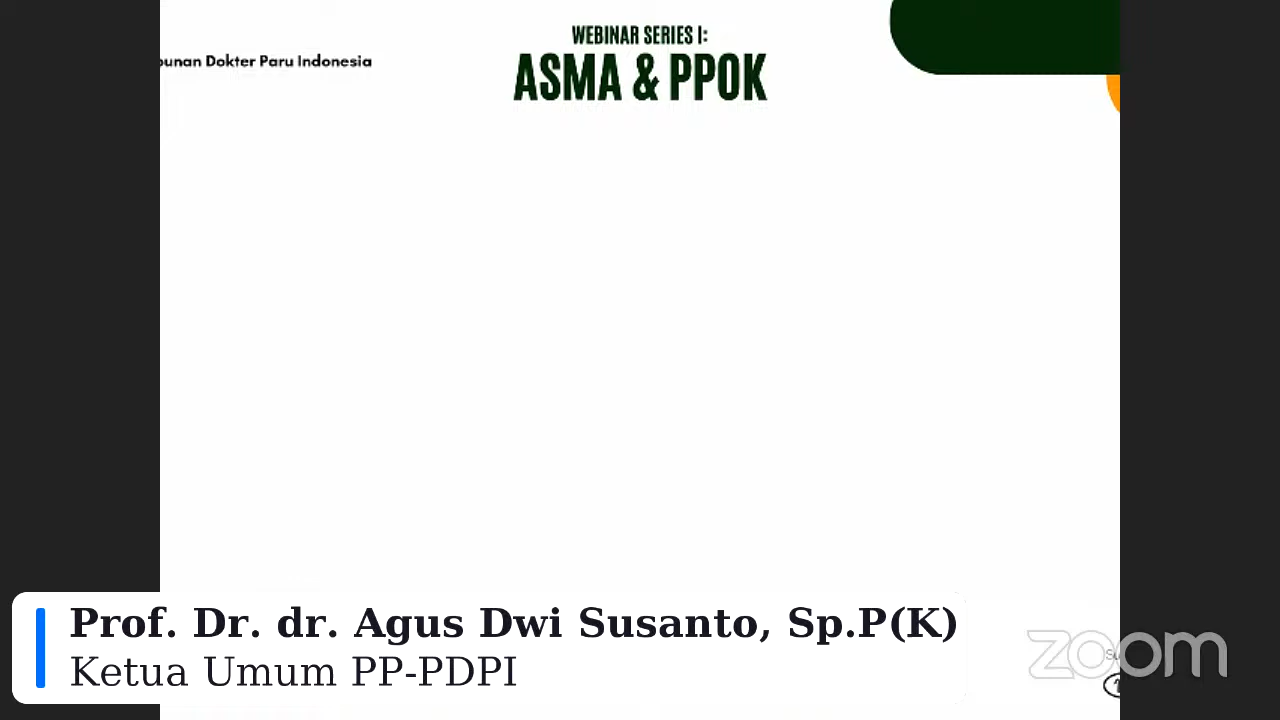 WEBINAR SERIES I:
Dokter Paru Indonesia
ASMA & PPOK
Prof. Dr. dr. Agus Dwi Susanto, Sp.P(K)
Ketua Umum PP-PDPI
zoom